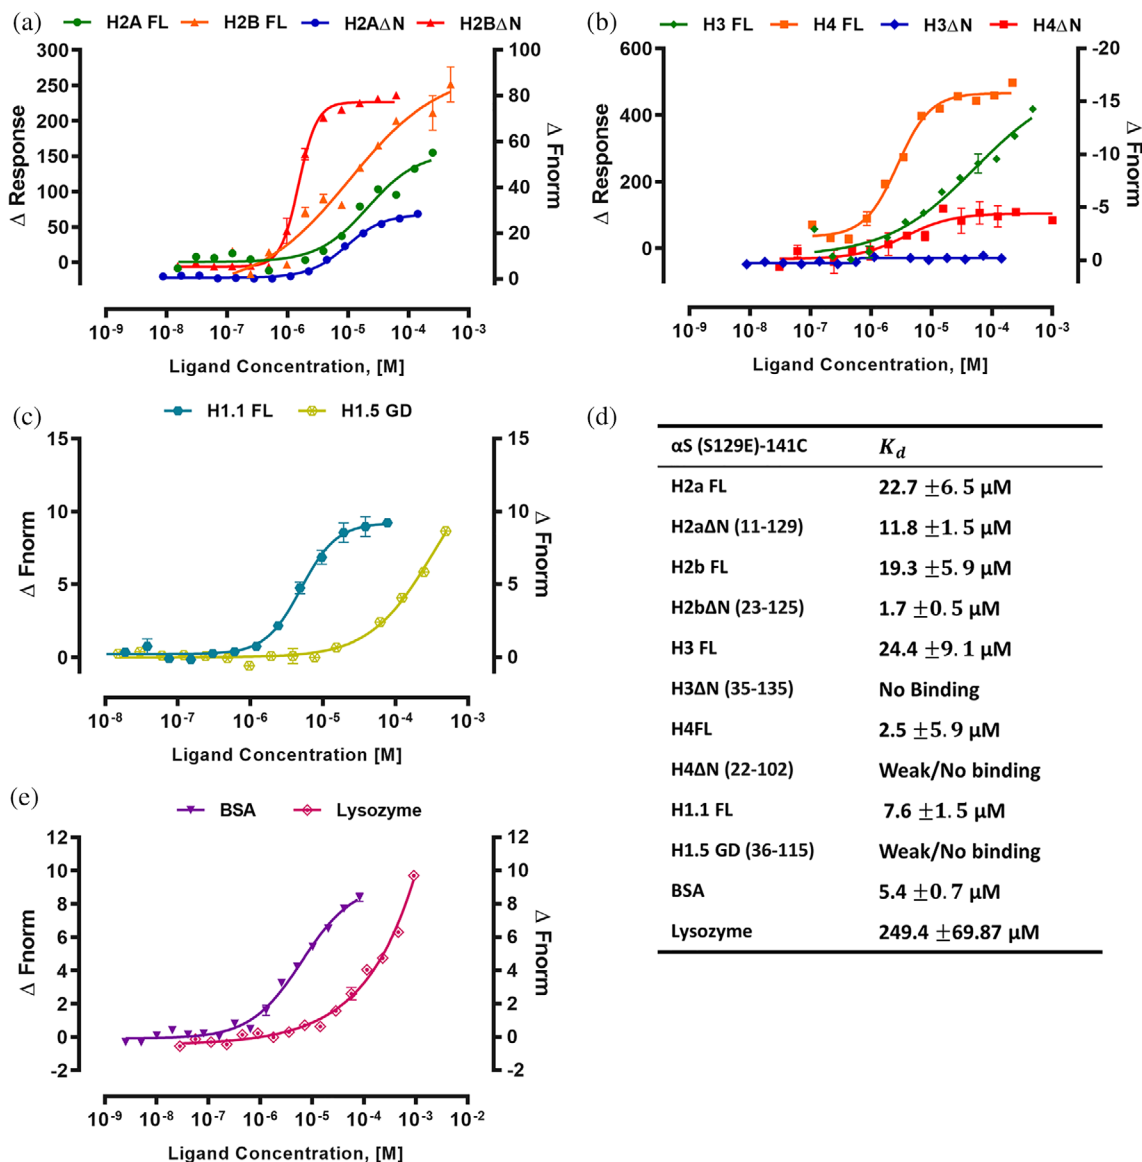 (a)
H2A FL H2B FL H2AΔN H2BΔN
300
250
200
150
100
50
0
Δ Response
100
80
60
40
20
0
Δ Fnorm
10-9 10-8 10-7 10-6 10-5 10-4 10-3
Ligand Concentration, [M]
(b)
H3 FL H4 FL H3ΔN H4ΔN
600
400
200
0
Δ Response
-20
-15
-10
-5
0
Δ Fnorm
10-9 10-8 10-7 10-6 10-5 10-4 10-3
Ligand Concentration, [M]
(c)
H1.1 FL H1.5 GD
15
10
5
0
Δ Fnorm
15
10
5
0
Δ Fnorm
10-8 10-7 10-6 10-5 10-4 10-3
Ligand Concentration [M]
(d)
αS (S129E)-141C Kd
H2a FL 22.7 ±6.5 μM
H2aΔN (11-129) 11.8 ±1.5 μM
H2b FL 19.3 ±5.9 μM
H2bΔN (23-125) 1.7 ±0.5 μM
H3 FL 24.4 ±9.1 μM
H3ΔN (35-135) No Binding
H4FL 2.5 ±5.9 μM
H4ΔN (22-102) Weak/No binding
H1.1 FL 7.6 ±1.5 μM
H1.5 GD (36-115) Weak/No binding
BSA 5.4 ±0.7 μM
Lysozyme 249.4 ±69.87 μM
(e)
BSA Lysozyme
12
10
8
6
4
2
0
-2
Δ Fnorm
12
10
8
6
4
2
0
-2
Δ Fnorm
10-9 10-8 10-7 10-6 10-5 10-4 10-3 10-2
Ligand Concentration, [M]